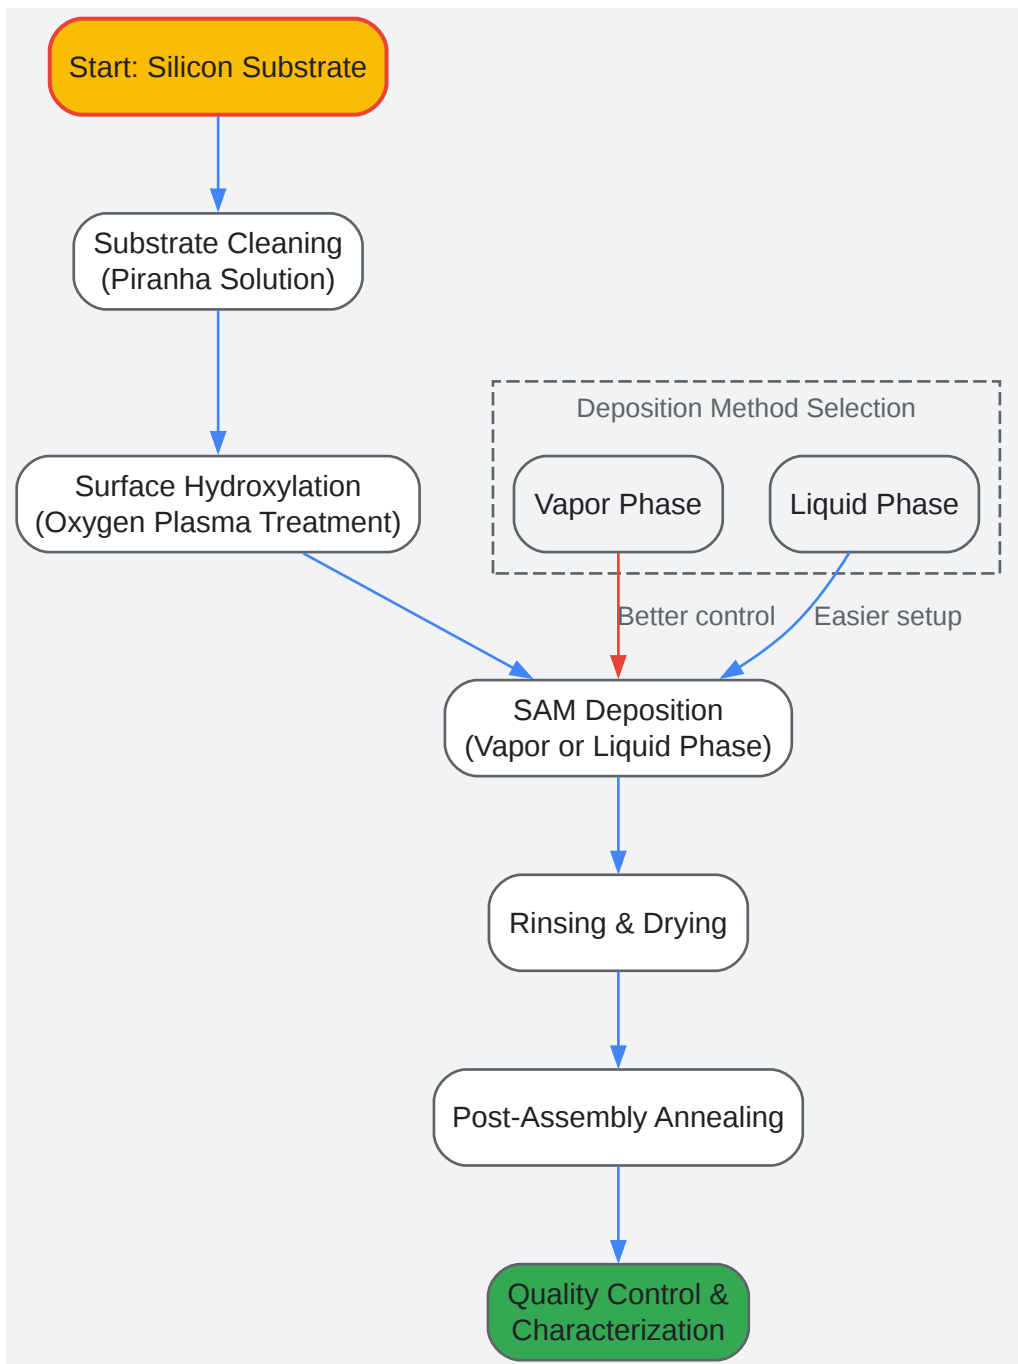 Start: Silicon Substrate
Substrate Cleaning
(Piranha Solution)
Surface Hydroxylation
(Oxygen Plasma Treatment)
Deposition Method Selection
Vapor Phase
Liquid Phase
Better control
Easier setup
SAM Deposition
(Vapor or Liquid Phase)
Rinsing & Drying
Post-Assembly Annealing
Quality Control &
Characterization